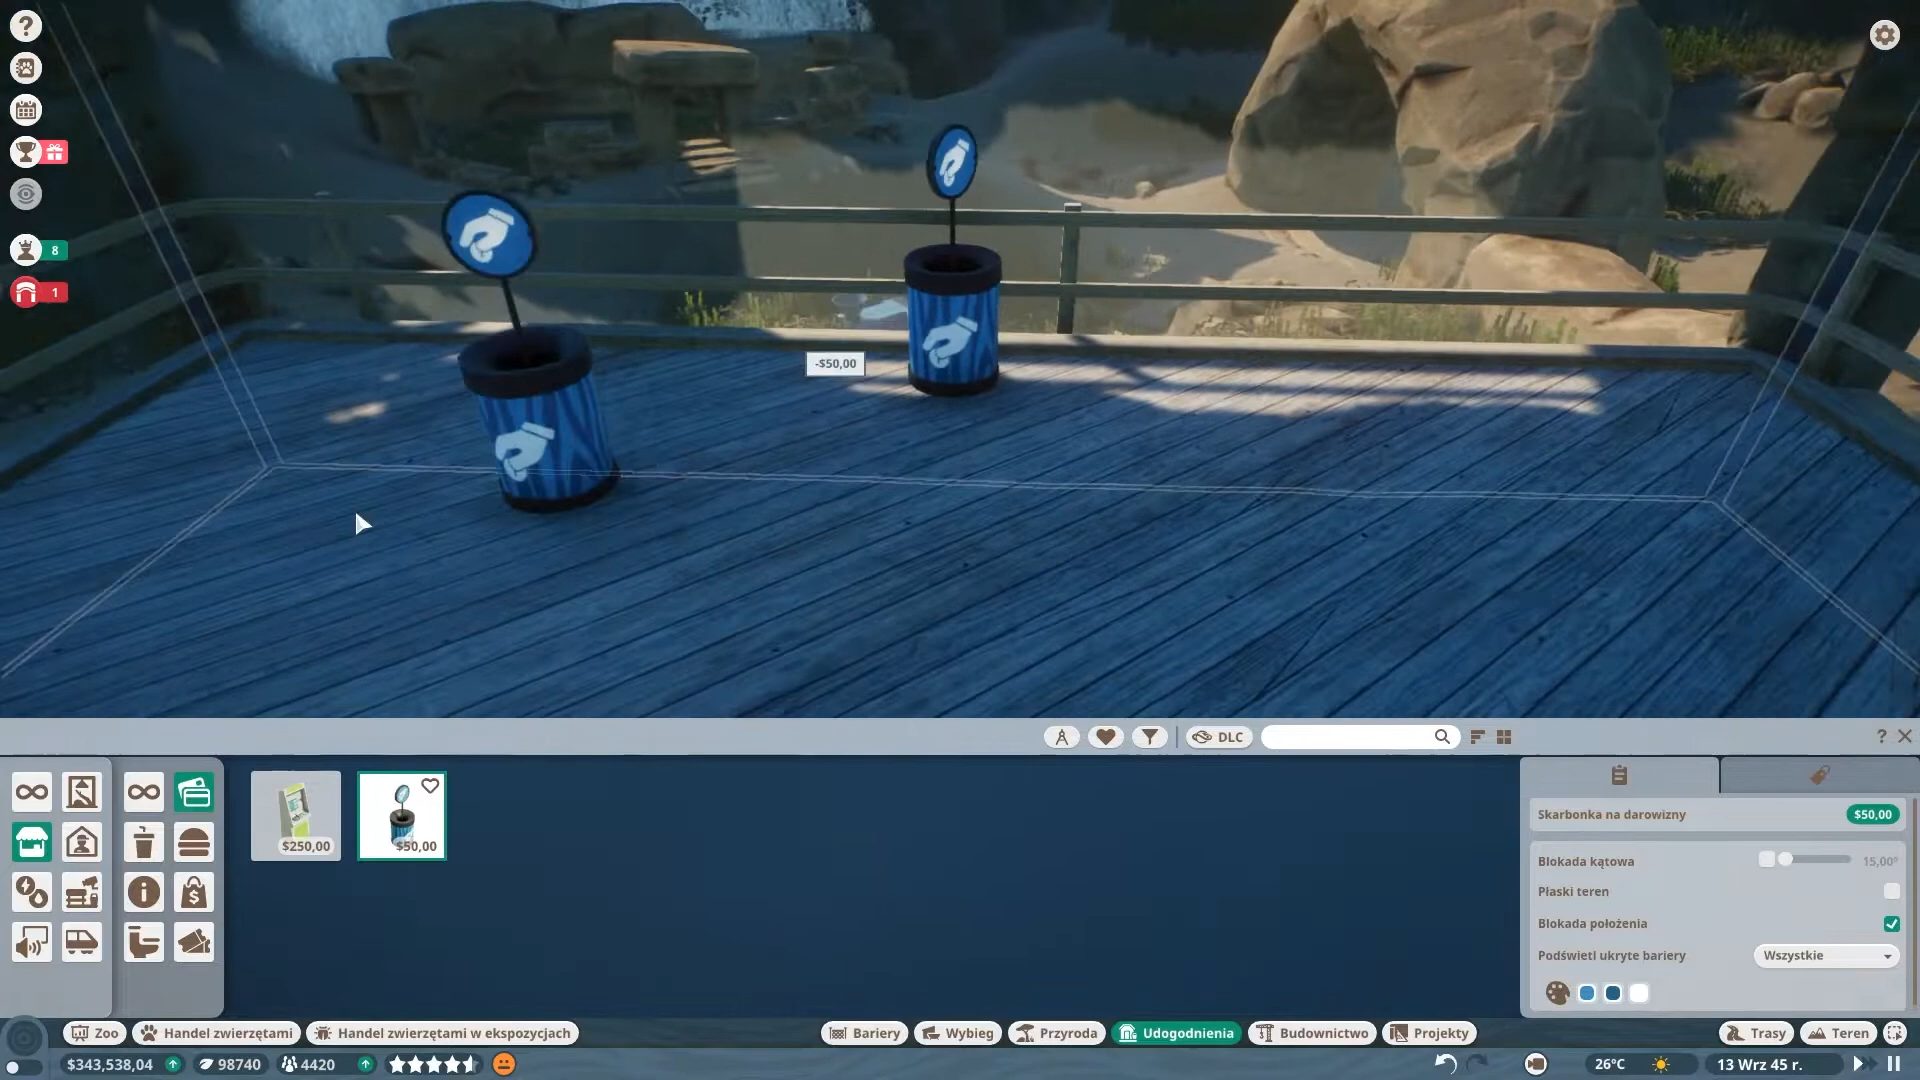 8
1
-$50,00
DLC
$250,00
$50,00
Skarbonka na darowizny
$50,00
Blokada kątowa
15,00°
Płaski teren
Blokada położenia
Podświetl ukryte bariery
Wszystkie
Zoo
Handel zwierzętami
Handel zwierzętami w ekspozycjach
Bariery
Wybieg
Przyroda
Udogodnienia
Budownictwo
Projekty
Trasy
Teren
$343,538,04
98740
4420
26°C
13 Wrz 45 r.